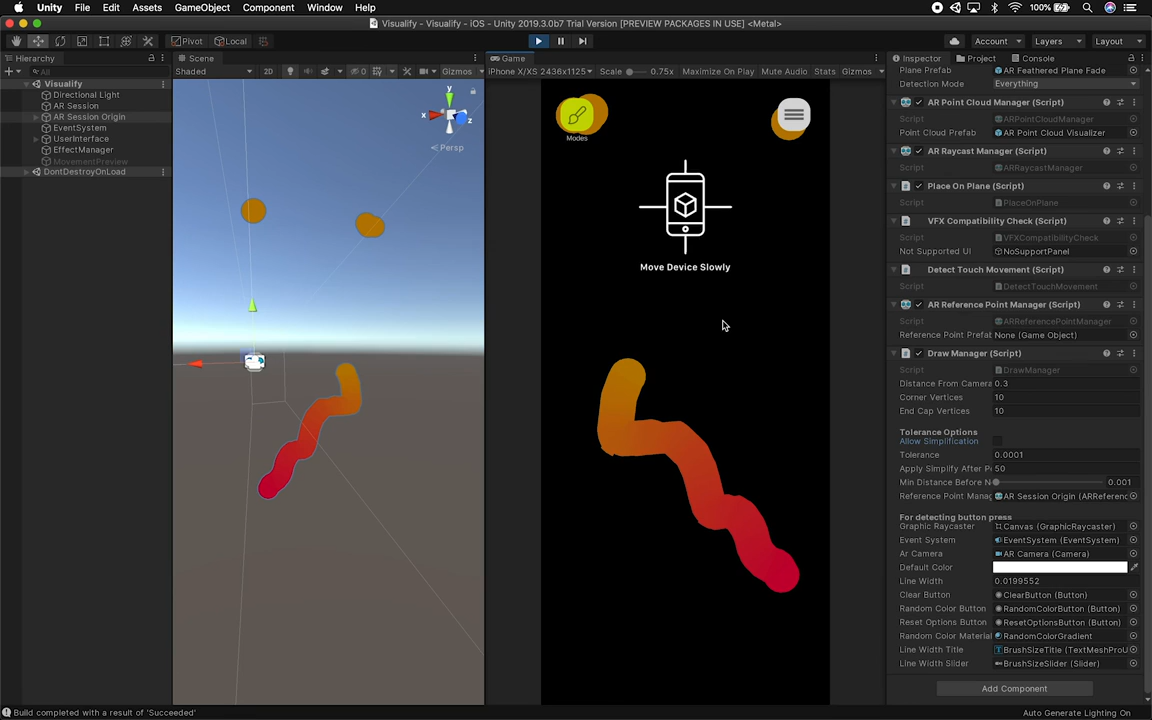 Unity File Edit Assets GameObject Component Window Help 100%
Visualify - Visualify - iOS - Unity 2019.3.0b7 Trial Version [PREVIEW PACKAGES IN USE] <Metal>
Pivot Local Account Layers Layout
Hierarchy
All
Visualify
Directional Light
AR Session
AR Session Origin
EventSystem
UserInterface
EffectManager
MovementPreview
DontDestroyOnLoad
Scene
Shaded 2D 0 Gizmos
y
x
z
Persp
Game
iPhone X/XS 2436x1125 Scale 0.75x Maximize On Play Mute Audio Stats Gizmos
Modes
Move Device Slowly
Inspector Project Console
Plane Prefab AR Feathered Plane Fade
Detection Mode Everything
AR Point Cloud Manager (Script)
Script ARPointCloudManager
Point Cloud Prefab AR Point Cloud Visualizer
AR Raycast Manager (Script)
Script ARRaycastManager
Place On Plane (Script)
Script PlaceOnPlane
VFX Compatibility Check (Script)
Script VFXCompatibilityCheck
Not Supported UI NoSupportPanel
Detect Touch Movement (Script)
Script DetectTouchMovement
AR Reference Point Manager (Script)
Script ARReferencePointManager
Reference Point Prefab None (Game Object)
Draw Manager (Script)
Script DrawManager
Distance From Camera 0.3
Corner Vertices 10
End Cap Vertices 10
Tolerance Options
Allow Simplification
Tolerance 0.0001
Apply Simplify After P 50
Min Distance Before N 0.001
Reference Point Manag AR Session Origin (ARReferenc
For detecting button press
Graphic Raycaster Canvas (GraphicRaycaster)
Event System EventSystem (EventSystem)
Ar Camera AR Camera (Camera)
Default Color
Line Width 0.0199552
Clear Button ClearButton (Button)
Random Color Button RandomColorButton (Button)
Reset Options Button ResetOptionsButton (Button)
Random Color Material RandomColorGradient
Line Width Title BrushSizeTitle (TextMeshProU
Line Width Slider BrushSizeSlider (Slider)
Add Component
Build completed with a result of 'Succeeded' Auto Generate Lighting On